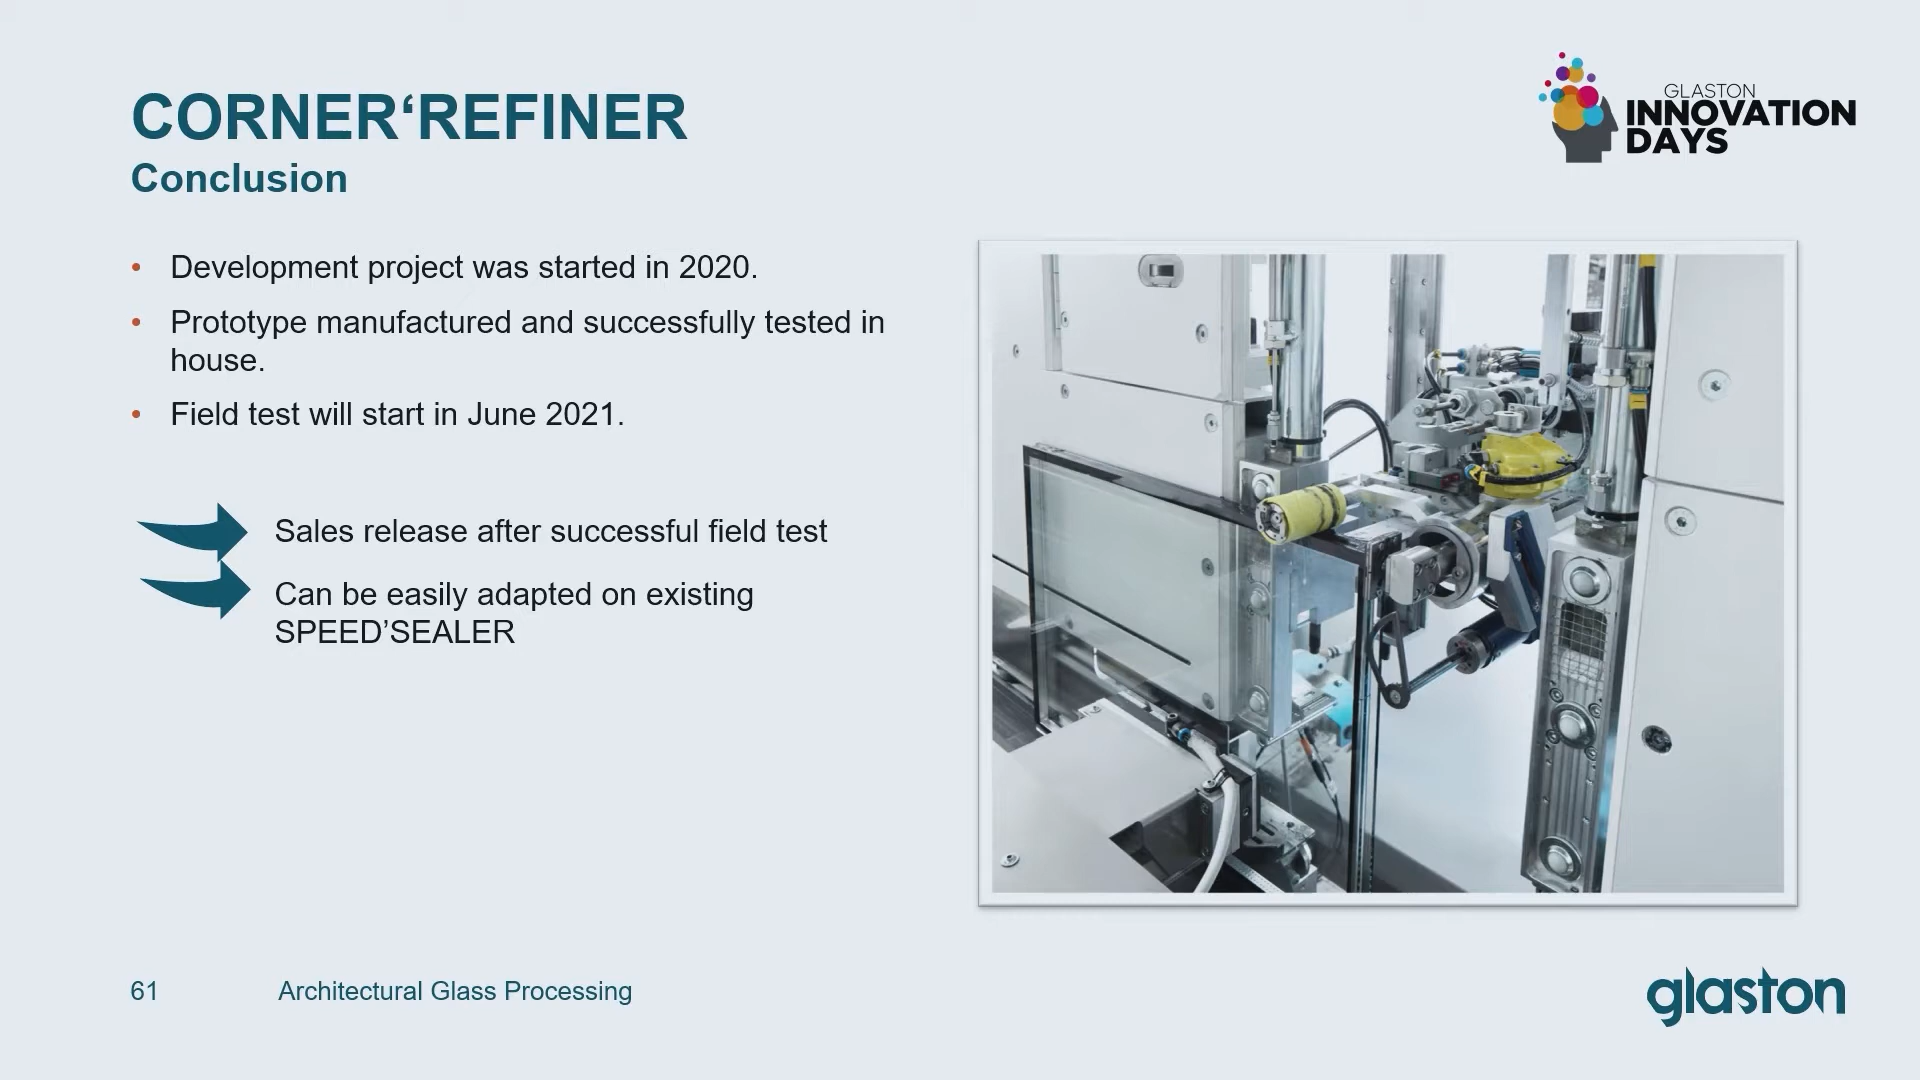 CORNER‘REFINER
Conclusion
GLASTON
INNOVATION
DAYS
• Development project was started in 2020.
• Prototype manufactured and successfully tested in
house.
• Field test will start in June 2021.
Sales release after successful field test
Can be easily adapted on existing
SPEED’SEALER
61
Architectural Glass Processing
glaston